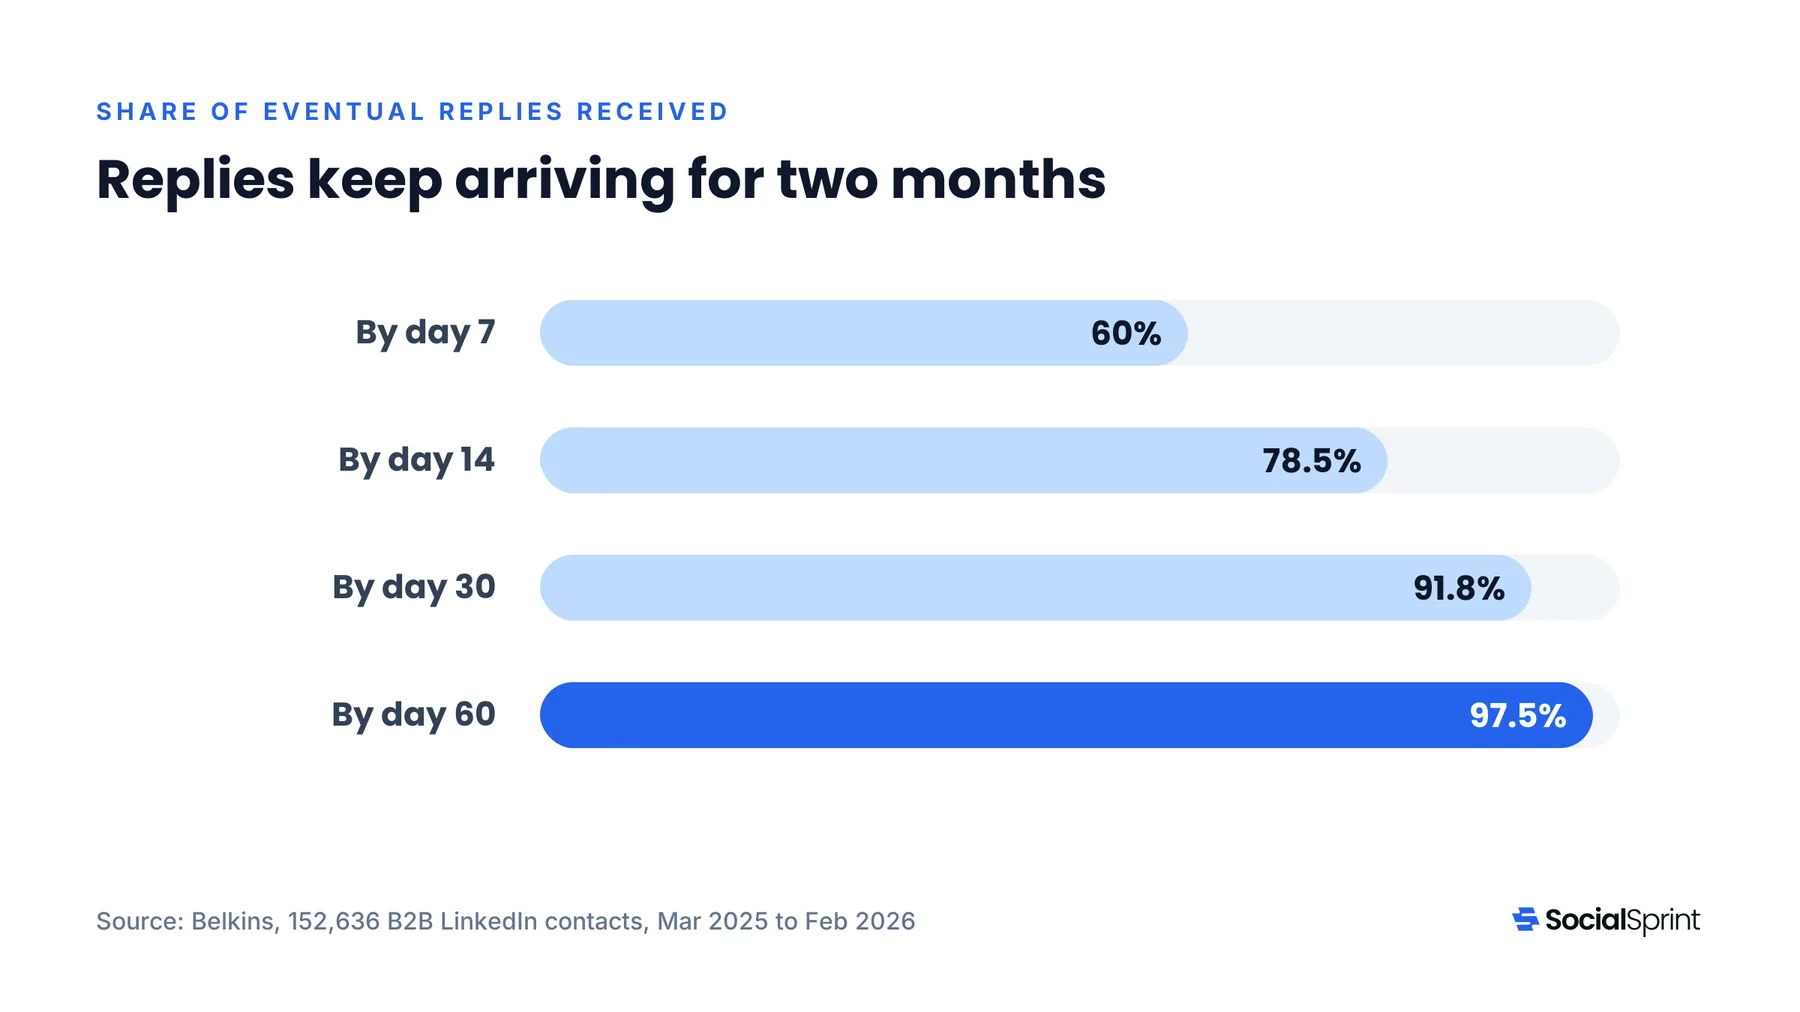 SHARE OF EVENTUAL REPLIES RECEIVED
Replies keep arriving for two months
By day 7 60%
By day 14 78.5%
By day 30 91.8%
By day 60 97.5%
Source: Belkins, 152,636 B2B LinkedIn contacts, Mar 2025 to Feb 2026
SocialSprint